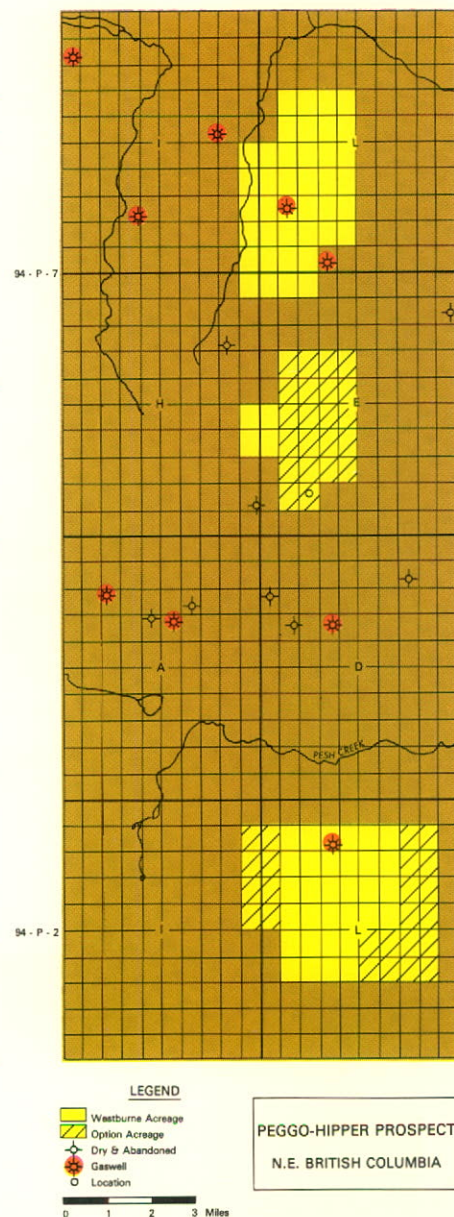 I L
94 - P - 7
H E
A D
PESH CREEK
94 - P - 2
I L
LEGEND
Westburne Acreage
Option Acreage
Dry & Abandoned
Gaswell
Location
0 1 2 3 Miles
PEGGO-HIPPER PROSPECT
N.E. BRITISH COLUMBIA